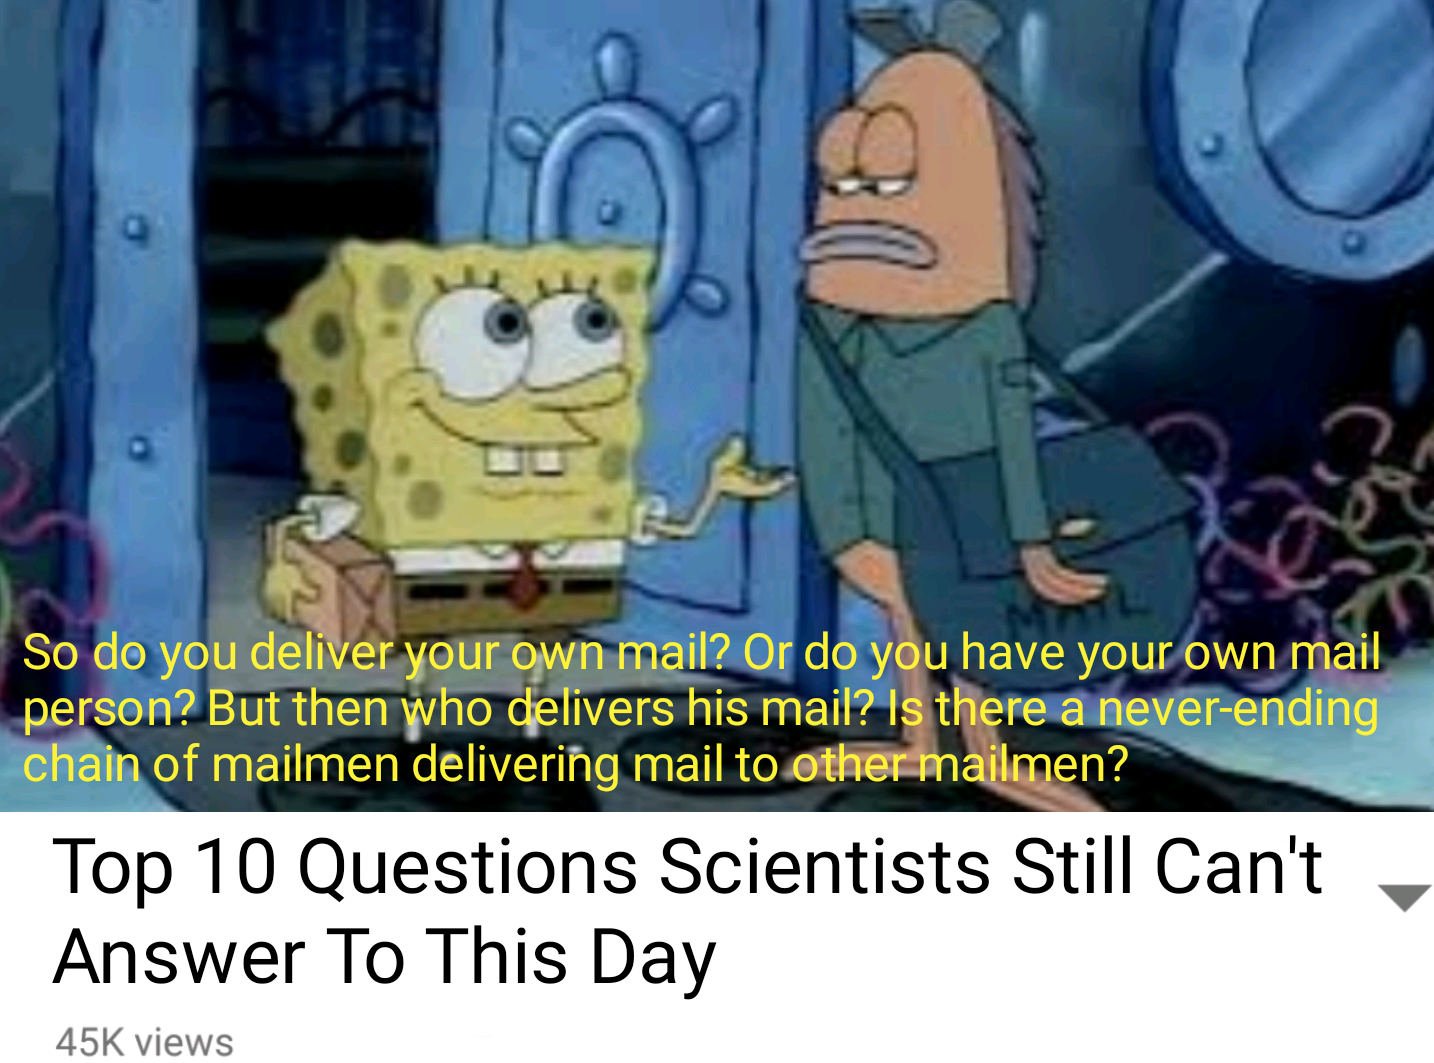 MAIL
So do you deliver your own mail? Or do you have your own mail
person? But then who delivers his mail? Is there a never-ending
chain of mailmen delivering mail to other mailmen?
Top 10 Questions Scientists Still Can't
Answer To This Day
45K views